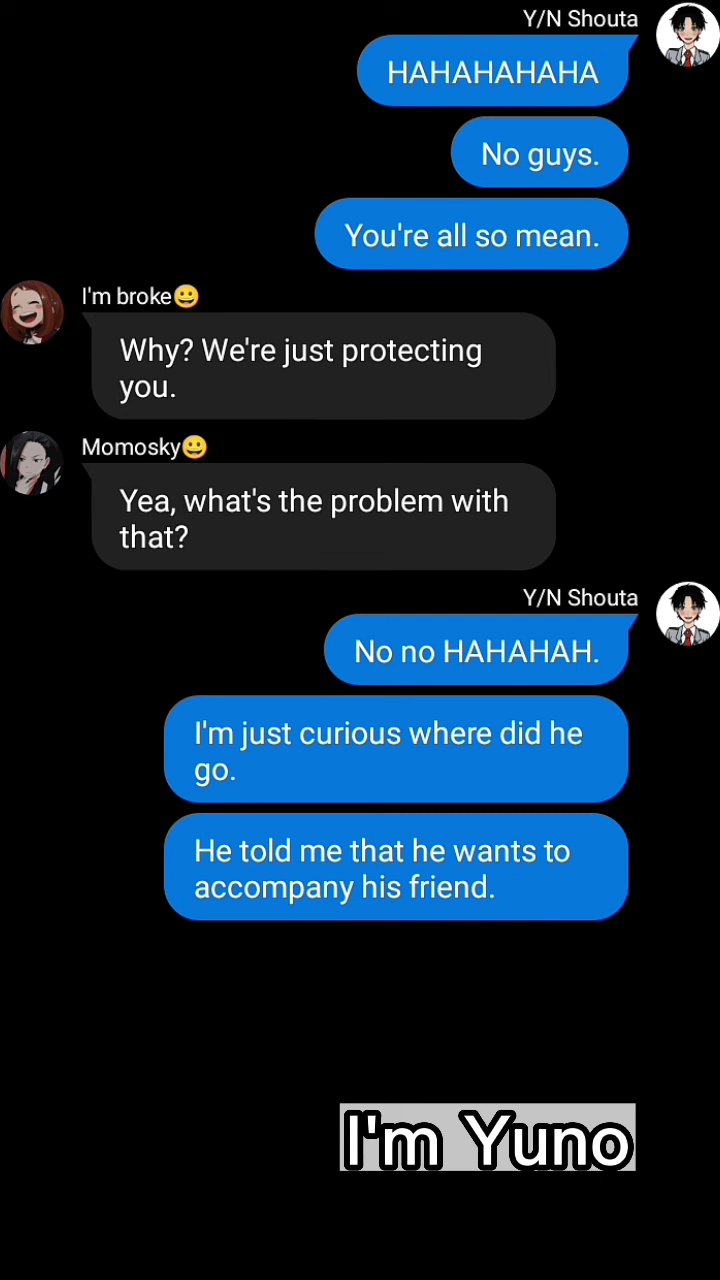 Y/N Shouta
HAHAHAHAHA
No guys.
You're all so mean.
I'm broke😀
Why? We're just protecting
you.
Momosky😀
Yea, what's the problem with
that?
Y/N Shouta
No no HAHAHAH.
I'm just curious where did he
go.
He told me that he wants to
accompany his friend.
I'm Yuno